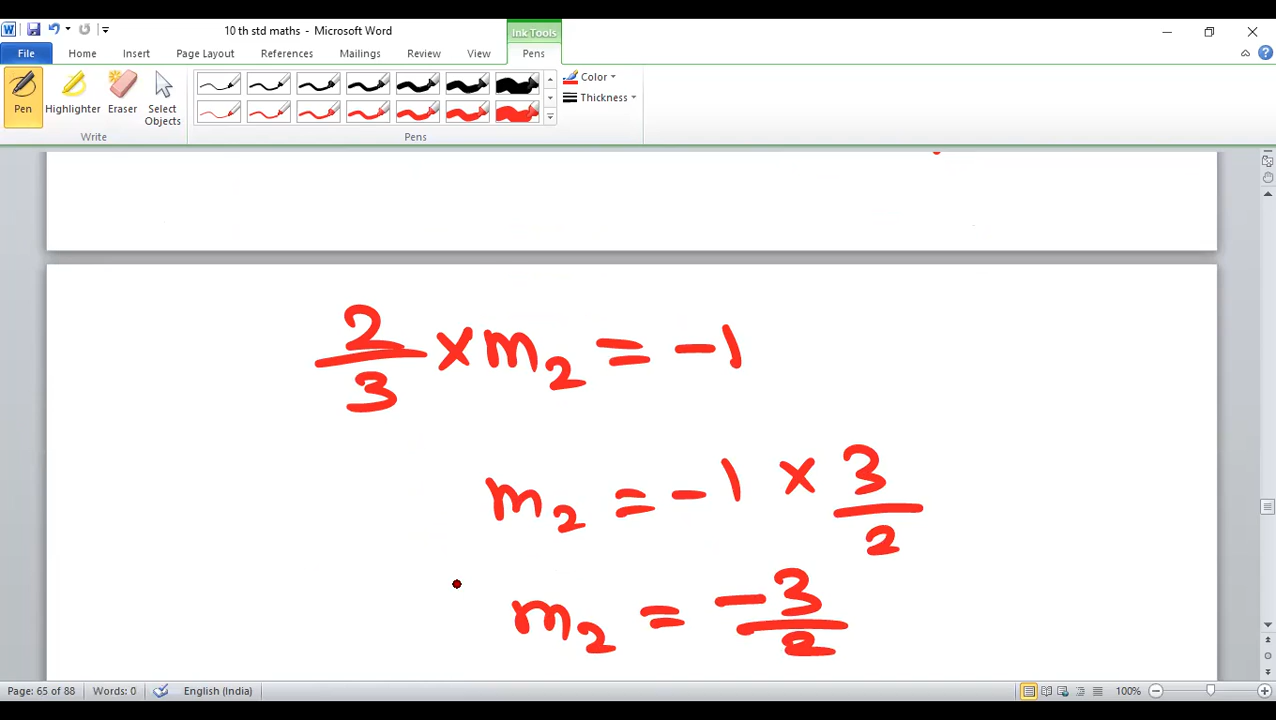 10 th std maths - Microsoft Word
Ink Tools
File Home Insert Page Layout References Mailings Review View Pens
Pen Highlighter Eraser Select Objects
Color
Thickness
Write Pens
2/3 × m₂ = -1
m₂ = -1 × 3/2
m₂ = -3/2
Page: 65 of 88 Words: 0 English (India) 100%